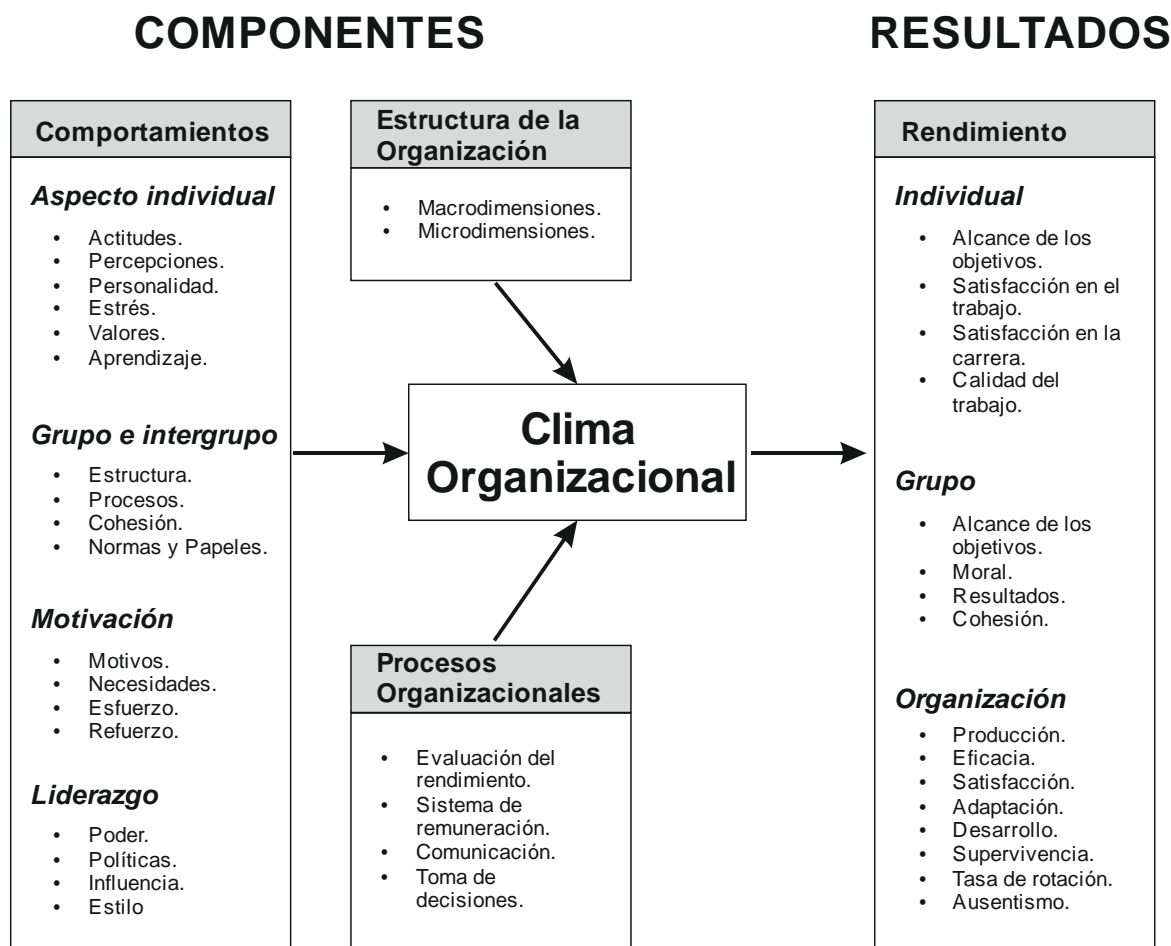 COMPONENTES
RESULTADOS
Comportamientos
Aspecto individual
• Actitudes.
• Percepciones.
• Personalidad.
• Estrés.
• Valores.
• Aprendizaje.
Grupo e intergrupo
• Estructura.
• Procesos.
• Cohesión.
• Normas y Papeles.
Motivación
• Motivos.
• Necesidades.
• Esfuerzo.
• Refuerzo.
Liderazgo
• Poder.
• Políticas.
• Influencia.
• Estilo
Estructura de la
Organización
• Macrodimensiones.
• Microdimensiones.
Clima
Organizacional
Procesos
Organizacionales
• Evaluación del
rendimiento.
• Sistema de
remuneración.
• Comunicación.
• Toma de
decisiones.
Rendimiento
Individual
• Alcance de los
objetivos.
• Satisfacción en el
trabajo.
• Satisfacción en la
carrera.
• Calidad del
trabajo.
Grupo
• Alcance de los
objetivos.
• Moral.
• Resultados.
• Cohesión.
Organización
• Producción.
• Eficacia.
• Satisfacción.
• Adaptación.
• Desarrollo.
• Supervivencia.
• Tasa de rotación.
• Ausentismo.